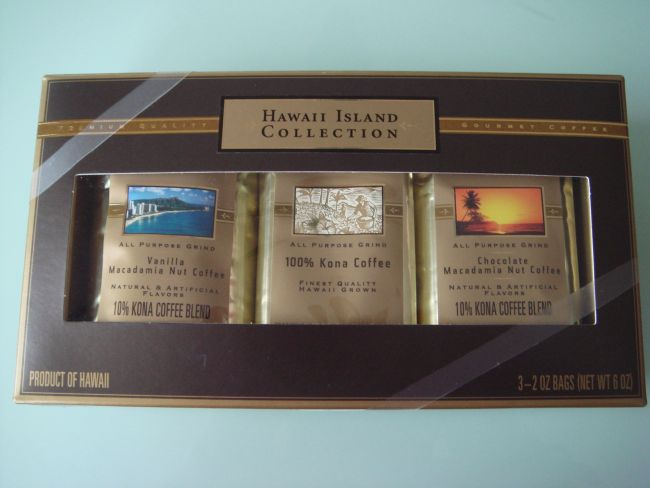 HAWAII ISLAND
COLLECTION
PREMIUM QUALITY
GOURMET COFFEE
ALL PURPOSE GRIND
Vanilla
Macadamia Nut Coffee
NATURAL & ARTIFICIAL
FLAVORS
10% KONA COFFEE BLEND
ALL PURPOSE GRIND
100% Kona Coffee
FINEST QUALITY
HAWAII GROWN
ALL PURPOSE GRIND
Chocolate
Macadamia Nut Coffee
NATURAL & ARTIFICIAL
FLAVORS
10% KONA COFFEE BLEND
PRODUCT OF HAWAII
3-2 OZ BAGS (NET WT 6 OZ)